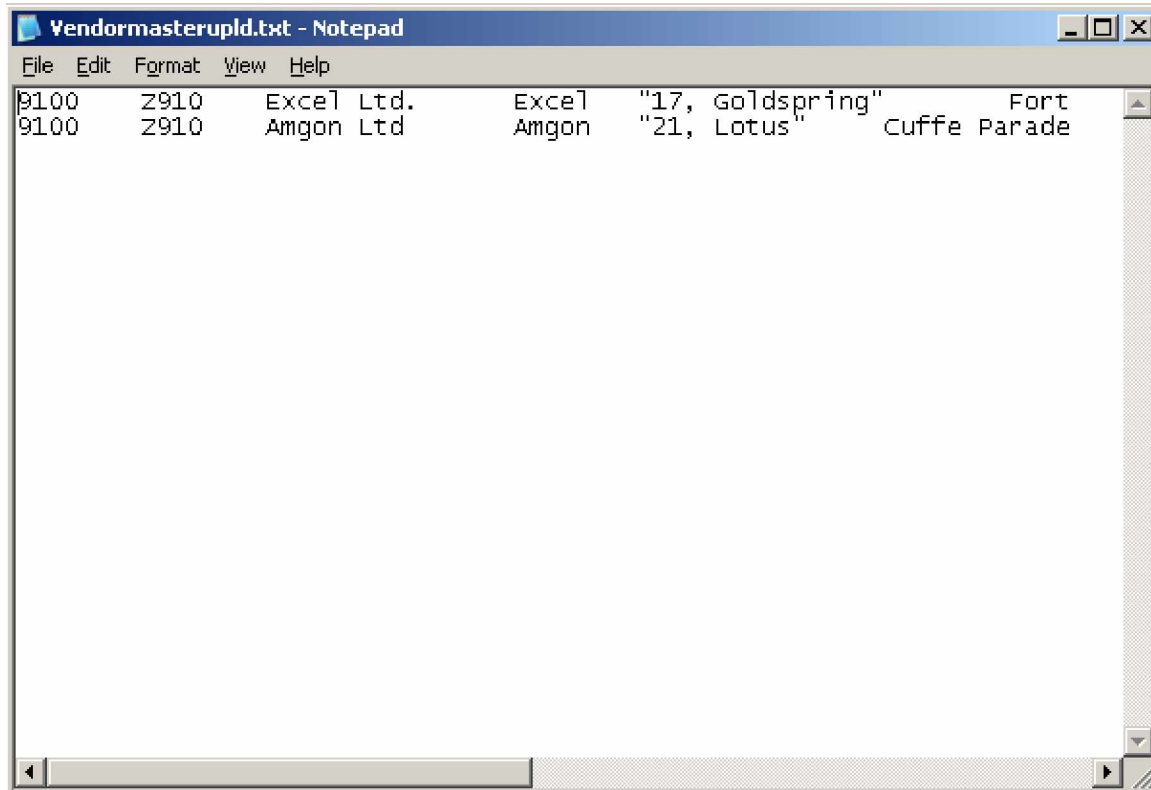 Vendormasterupld.txt - Notepad
File Edit Format View Help
9100 Z910 Excel Ltd. Excel "17, Goldspring" Fort
9100 Z910 Amgon Ltd Amgon "21, Lotus" Cuffe Parade